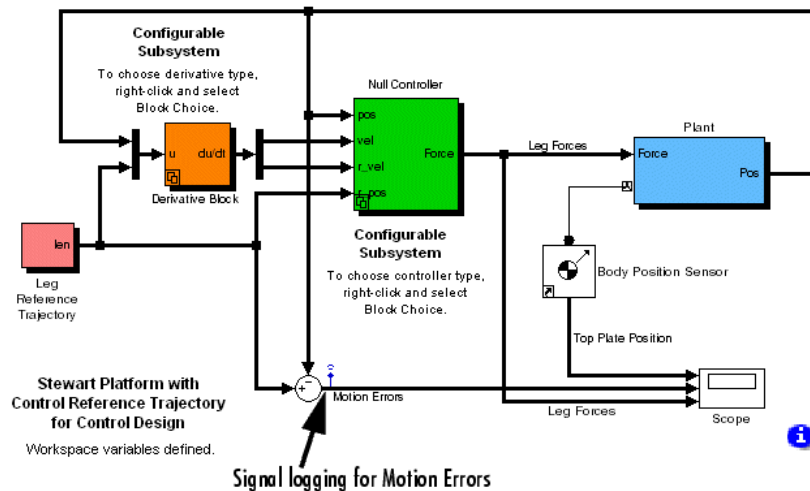 Configurable
Subsystem
To choose derivative type,
right-click and select
Block Choice.
Null Controller
pos
vel
r_vel
r_pos
Force
u
du/dt
Derivative Block
Leg Forces
Plant
Force
Pos
len
Leg
Reference
Trajectory
Configurable
Subsystem
To choose controller type,
right-click and select
Block Choice.
Body Position Sensor
Top Plate Position
Stewart Platform with
Control Reference Trajectory
for Control Design
Workspace variables defined.
+
−
Motion Errors
Leg Forces
Scope
i
Signal logging for Motion Errors